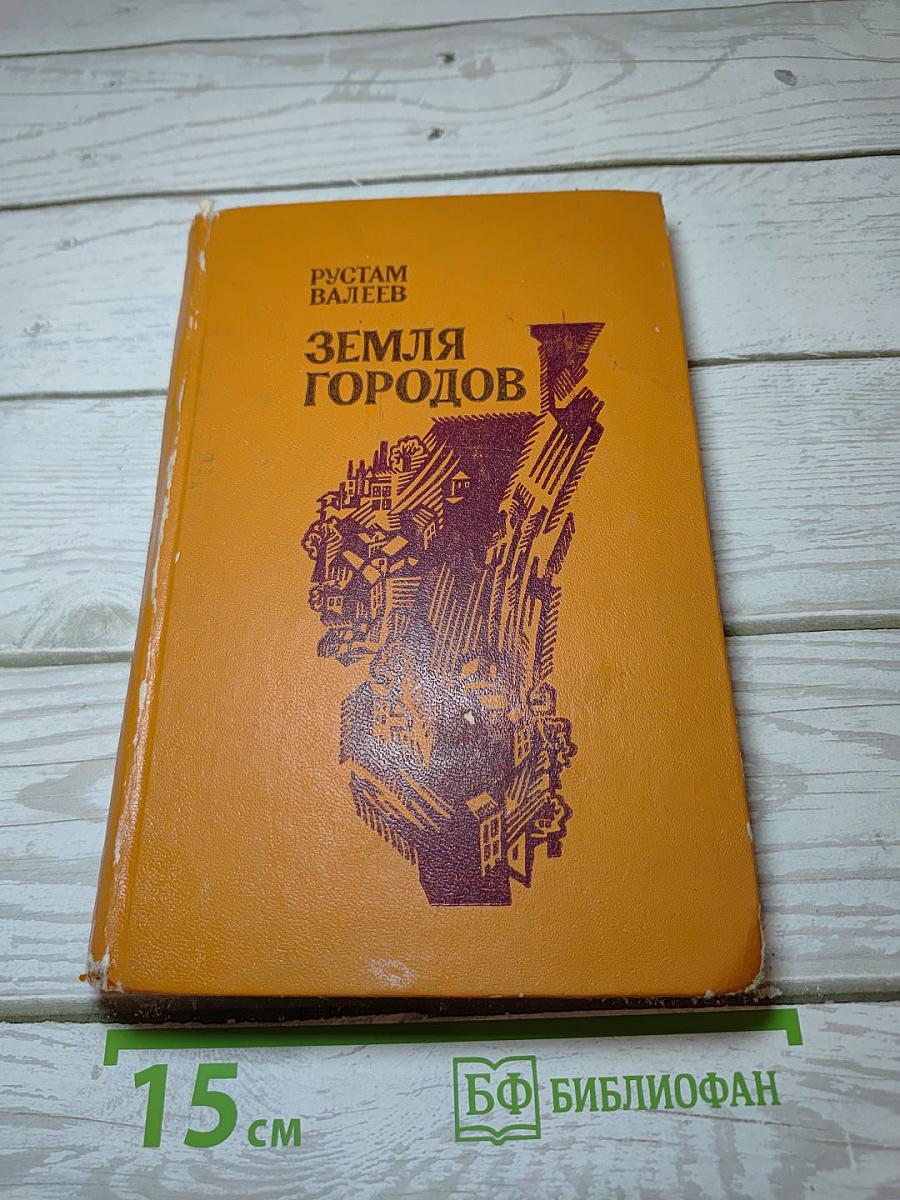 РУСТАМ
ВАЛЕЕВ
ЗЕМЛЯ
ГОРОДОВ
15 см
БФ БИБЛИОФАН